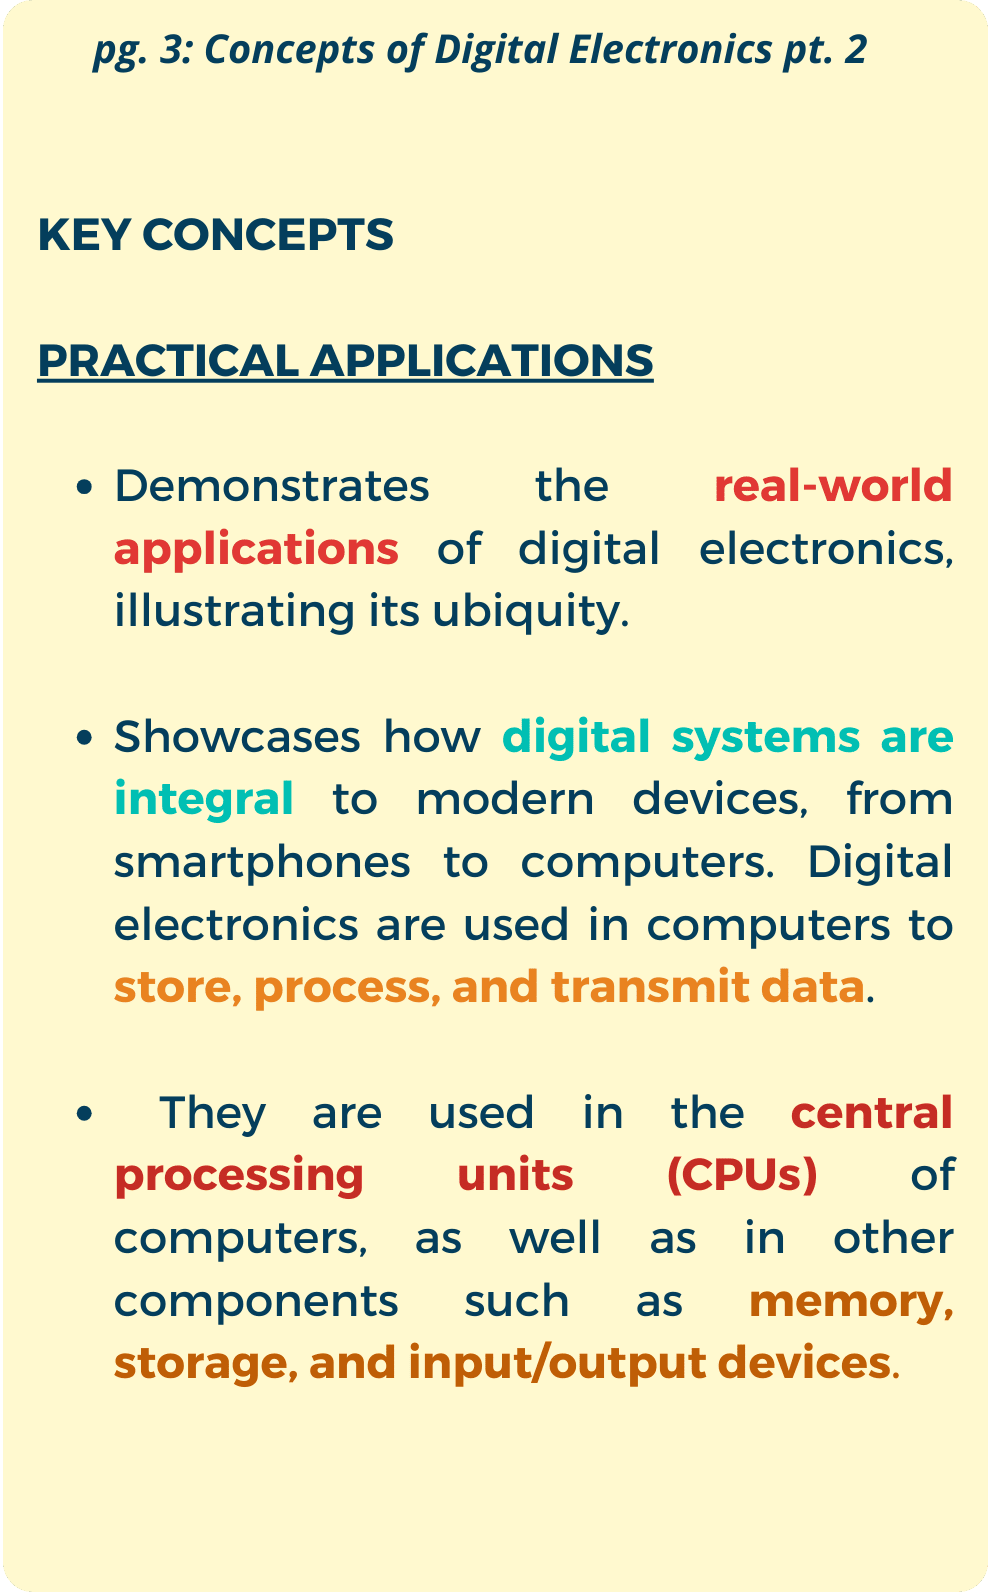 pg. 3: Concepts of Digital Electronics pt. 2
KEY CONCEPTS
PRACTICAL APPLICATIONS
• Demonstrates the real-world
applications of digital electronics,
illustrating its ubiquity.
• Showcases how digital systems are
integral to modern devices, from
smartphones to computers. Digital
electronics are used in computers to
store, process, and transmit data.
• They are used in the central
processing units (CPUs) of
computers, as well as in other
components such as memory,
storage, and input/output devices.